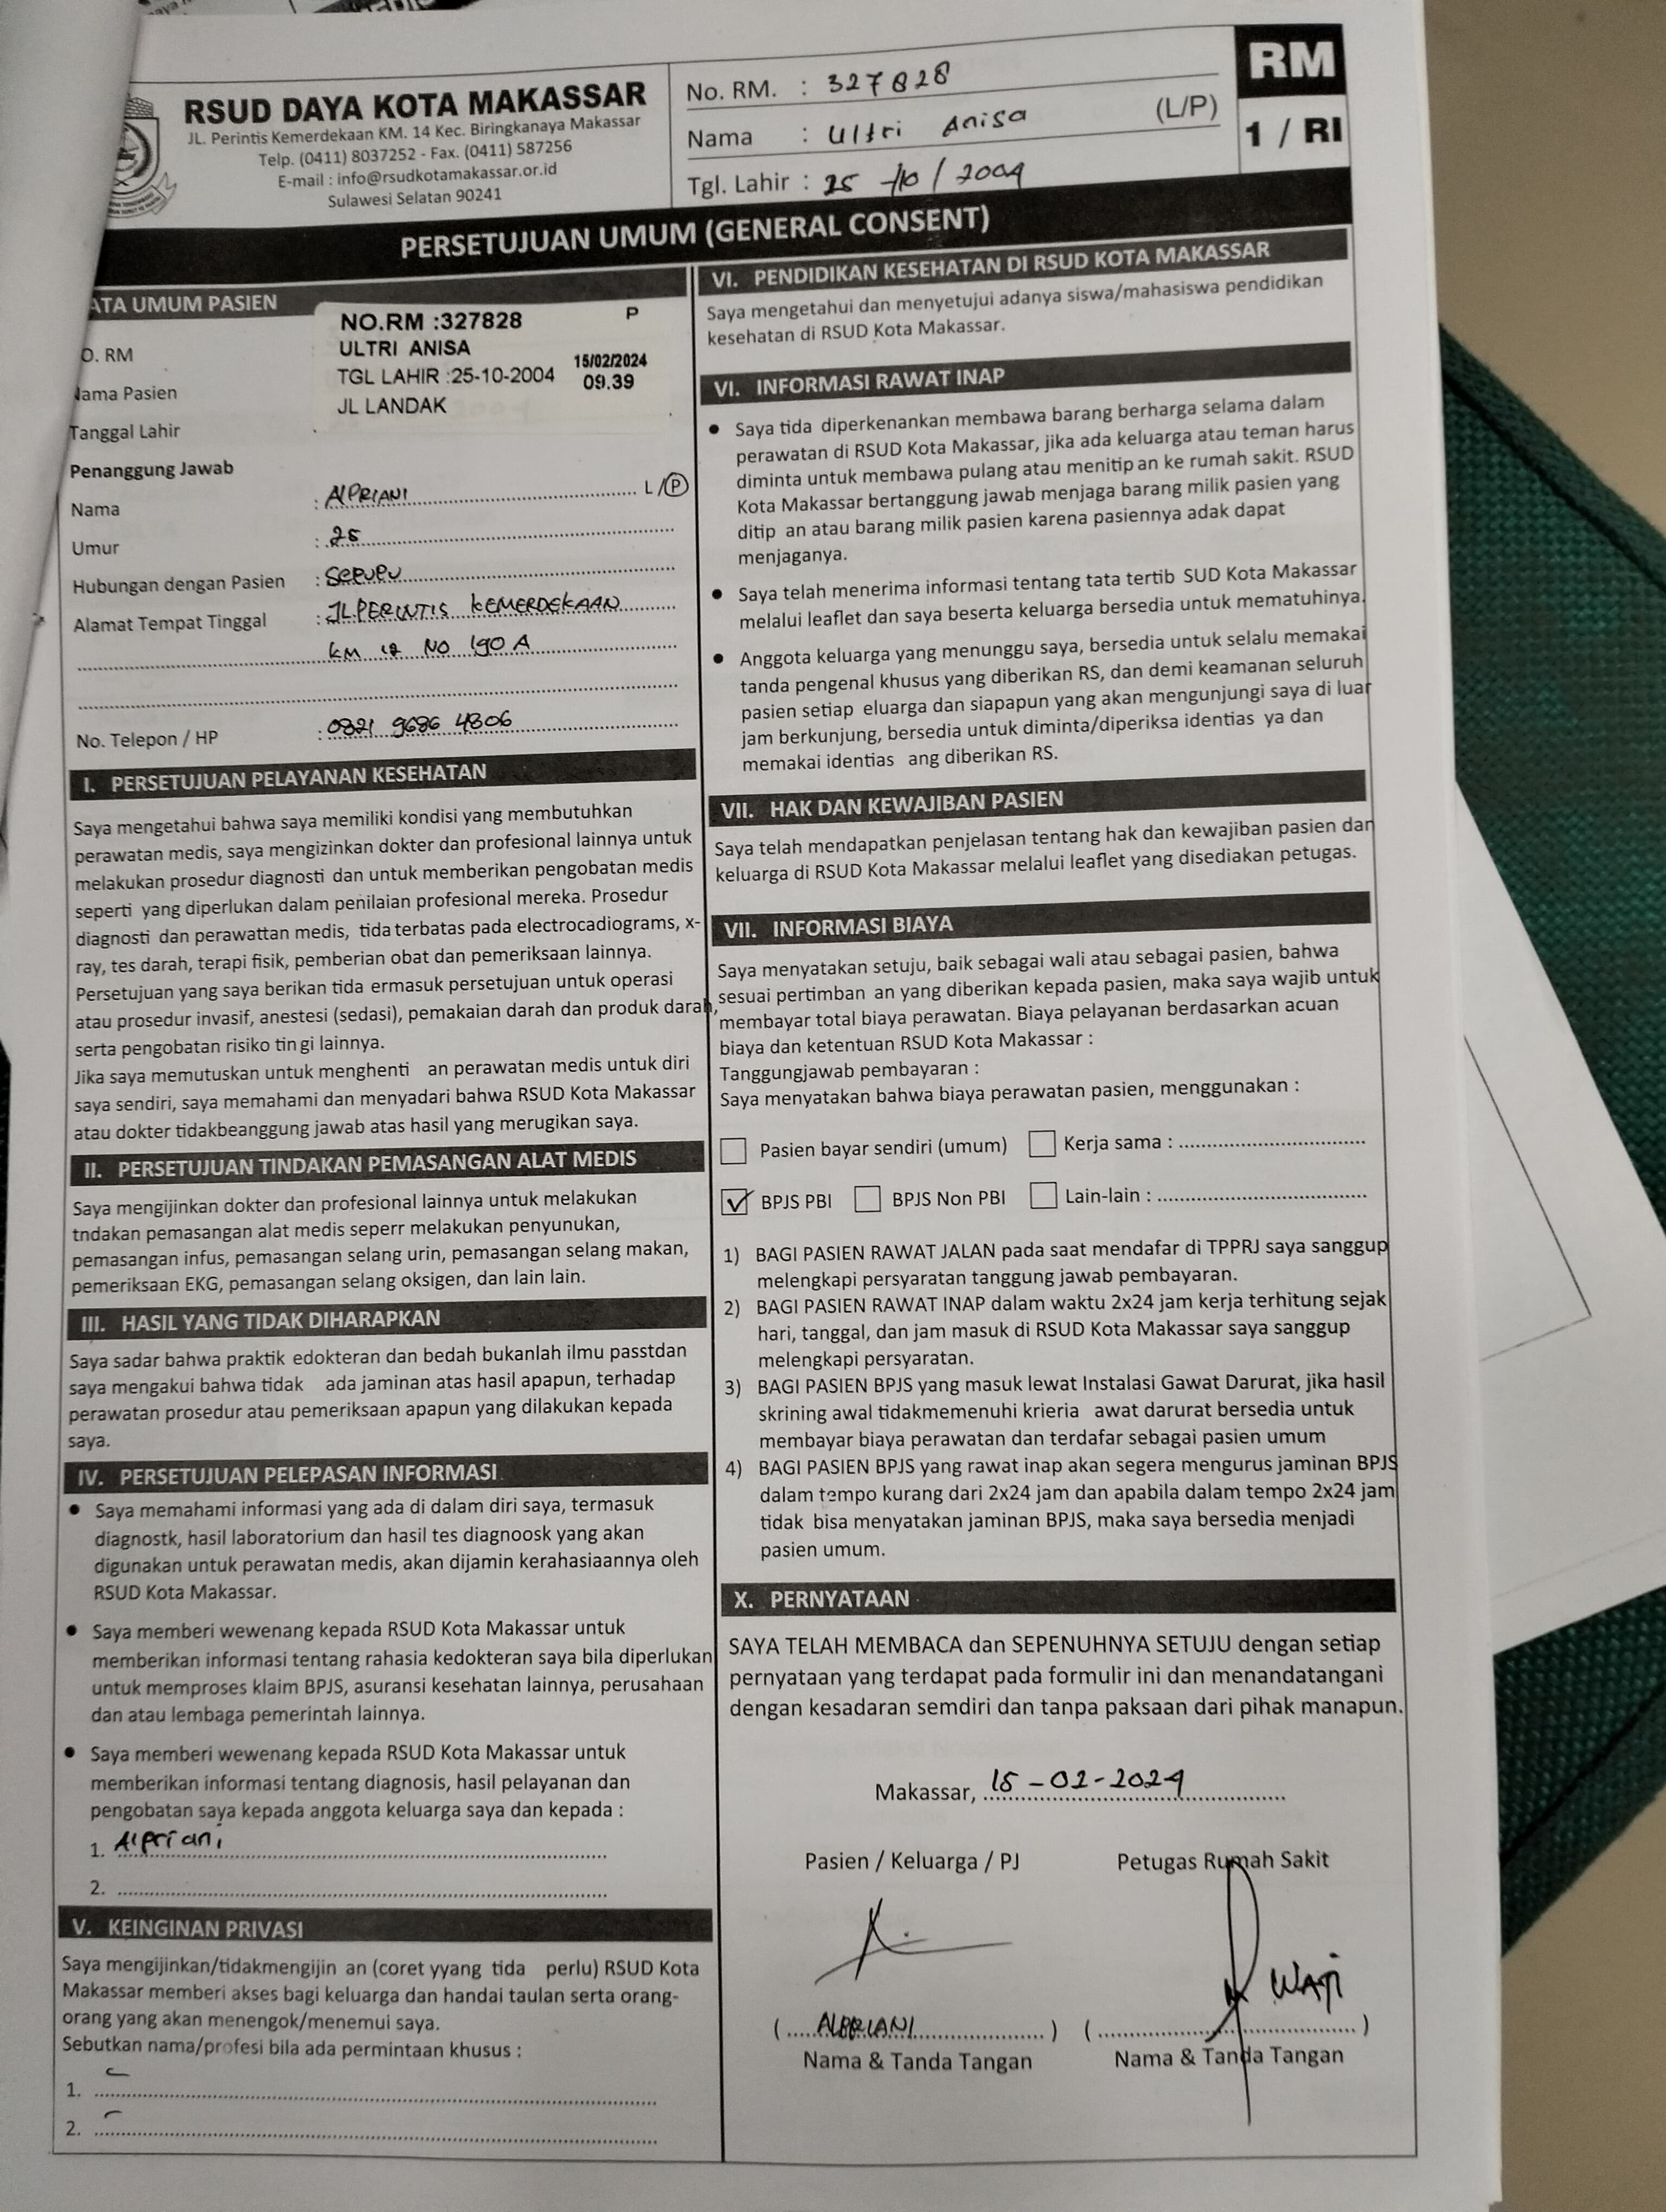 RSUD DAYA KOTA MAKASSAR
JL. Perintis Kemerdekaan KM. 14 Kec. Biringkanaya Makassar
Telp. (0411) 8037252 - Fax. (0411) 587256
E-mail : info@rsudkotamakassar.or.id
Sulawesi Selatan 90241
No. RM. : 327828
Nama : Ultri Anisa (L/P)
Tgl. Lahir : 25 /10 / 2004
RM
1 / RI
PERSETUJUAN UMUM (GENERAL CONSENT)
ATA UMUM PASIEN
O. RM
Nama Pasien
Tanggal Lahir
NO.RM :327828 P
ULTRI ANISA
TGL LAHIR :25-10-2004
15/02/2024
09.39
JL LANDAK
Penanggung Jawab
Nama : AlPRIANI L/P
Umur : 25
Hubungan dengan Pasien : SEPUPU
Alamat Tempat Tinggal : JL PERINTIS KEMERDEKAAN
KM NO 190 A
No. Telepon / HP : 0821 9686 4806
I. PERSETUJUAN PELAYANAN KESEHATAN
Saya mengetahui bahwa saya memiliki kondisi yang membutuhkan
perawatan medis, saya mengizinkan dokter dan profesional lainnya untuk
melakukan prosedur diagnosti dan untuk memberikan pengobatan medis
seperti yang diperlukan dalam penilaian profesional mereka. Prosedur
diagnosti dan perawattan medis, tida terbatas pada electrocadiograms, x-
ray, tes darah, terapi fisik, pemberian obat dan pemeriksaan lainnya.
Persetujuan yang saya berikan tida ermasuk persetujuan untuk operasi
atau prosedur invasif, anestesi (sedasi), pemakaian darah dan produk darah,
serta pengobatan risiko tin gi lainnya.
Jika saya memutuskan untuk menghenti an perawatan medis untuk diri
saya sendiri, saya memahami dan menyadari bahwa RSUD Kota Makassar
atau dokter tidakbeanggung jawab atas hasil yang merugikan saya.
II. PERSETUJUAN TINDAKAN PEMASANGAN ALAT MEDIS
Saya mengijinkan dokter dan profesional lainnya untuk melakukan
tndakan pemasangan alat medis seperr melakukan penyunukan,
pemasangan infus, pemasangan selang urin, pemasangan selang makan,
pemeriksaan EKG, pemasangan selang oksigen, dan lain lain.
III. HASIL YANG TIDAK DIHARAPKAN
Saya sadar bahwa praktik edokteran dan bedah bukanlah ilmu passtdan
saya mengakui bahwa tidak ada jaminan atas hasil apapun, terhadap
perawatan prosedur atau pemeriksaan apapun yang dilakukan kepada
saya.
IV. PERSETUJUAN PELEPASAN INFORMASI
• Saya memahami informasi yang ada di dalam diri saya, termasuk
diagnostk, hasil laboratorium dan hasil tes diagnoosk yang akan
digunakan untuk perawatan medis, akan dijamin kerahasiaannya oleh
RSUD Kota Makassar.
• Saya memberi wewenang kepada RSUD Kota Makassar untuk
memberikan informasi tentang rahasia kedokteran saya bila diperlukan
untuk memproses klaim BPJS, asuransi kesehatan lainnya, perusahaan
dan atau lembaga pemerintah lainnya.
• Saya memberi wewenang kepada RSUD Kota Makassar untuk
memberikan informasi tentang diagnosis, hasil pelayanan dan
pengobatan saya kepada anggota keluarga saya dan kepada :
1. Alpriani
2.
V. KEINGINAN PRIVASI
Saya mengijinkan/tidakmengijin an (coret yyang tida perlu) RSUD Kota
Makassar memberi akses bagi keluarga dan handai taulan serta orang-
orang yang akan menengok/menemui saya.
Sebutkan nama/profesi bila ada permintaan khusus :
1.
2.
VI. PENDIDIKAN KESEHATAN DI RSUD KOTA MAKASSAR
Saya mengetahui dan menyetujui adanya siswa/mahasiswa pendidikan
kesehatan di RSUD Kota Makassar.
VI. INFORMASI RAWAT INAP
• Saya tida diperkenankan membawa barang berharga selama dalam
perawatan di RSUD Kota Makassar, jika ada keluarga atau teman harus
diminta untuk membawa pulang atau menitip an ke rumah sakit. RSUD
Kota Makassar bertanggung jawab menjaga barang milik pasien yang
ditip an atau barang milik pasien karena pasiennya adak dapat
menjaganya.
• Saya telah menerima informasi tentang tata tertib SUD Kota Makassar
melalui leaflet dan saya beserta keluarga bersedia untuk mematuhinya.
• Anggota keluarga yang menunggu saya, bersedia untuk selalu memakai
tanda pengenal khusus yang diberikan RS, dan demi keamanan seluruh
pasien setiap eluarga dan siapapun yang akan mengunjungi saya di luar
jam berkunjung, bersedia untuk diminta/diperiksa identias ya dan
memakai identias ang diberikan RS.
VII. HAK DAN KEWAJIBAN PASIEN
Saya telah mendapatkan penjelasan tentang hak dan kewajiban pasien dan
keluarga di RSUD Kota Makassar melalui leaflet yang disediakan petugas.
VII. INFORMASI BIAYA
Saya menyatakan setuju, baik sebagai wali atau sebagai pasien, bahwa
sesuai pertimban an yang diberikan kepada pasien, maka saya wajib untuk
membayar total biaya perawatan. Biaya pelayanan berdasarkan acuan
biaya dan ketentuan RSUD Kota Makassar :
Tanggungjawab pembayaran :
Saya menyatakan bahwa biaya perawatan pasien, menggunakan :
Pasien bayar sendiri (umum) Kerja sama :
BPJS PBI BPJS Non PBI Lain-lain :
1) BAGI PASIEN RAWAT JALAN pada saat mendafar di TPPRJ saya sanggup
melengkapi persyaratan tanggung jawab pembayaran.
2) BAGI PASIEN RAWAT INAP dalam waktu 2x24 jam kerja terhitung sejak
hari, tanggal, dan jam masuk di RSUD Kota Makassar saya sanggup
melengkapi persyaratan.
3) BAGI PASIEN BPJS yang masuk lewat Instalasi Gawat Darurat, jika hasil
skrining awal tidakmemenuhi krieria awat darurat bersedia untuk
membayar biaya perawatan dan terdafar sebagai pasien umum
4) BAGI PASIEN BPJS yang rawat inap akan segera mengurus jaminan BPJS
dalam tempo kurang dari 2x24 jam dan apabila dalam tempo 2x24 jam
tidak bisa menyatakan jaminan BPJS, maka saya bersedia menjadi
pasien umum.
X. PERNYATAAN
SAYA TELAH MEMBACA dan SEPENUHNYA SETUJU dengan setiap
pernyataan yang terdapat pada formulir ini dan menandatangani
dengan kesadaran semdiri dan tanpa paksaan dari pihak manapun.
Makassar, 15-02-2024
Pasien / Keluarga / PJ Petugas Rumah Sakit
WATI
( ALPRIANI ) ( )
Nama & Tanda Tangan Nama & Tanda Tangan